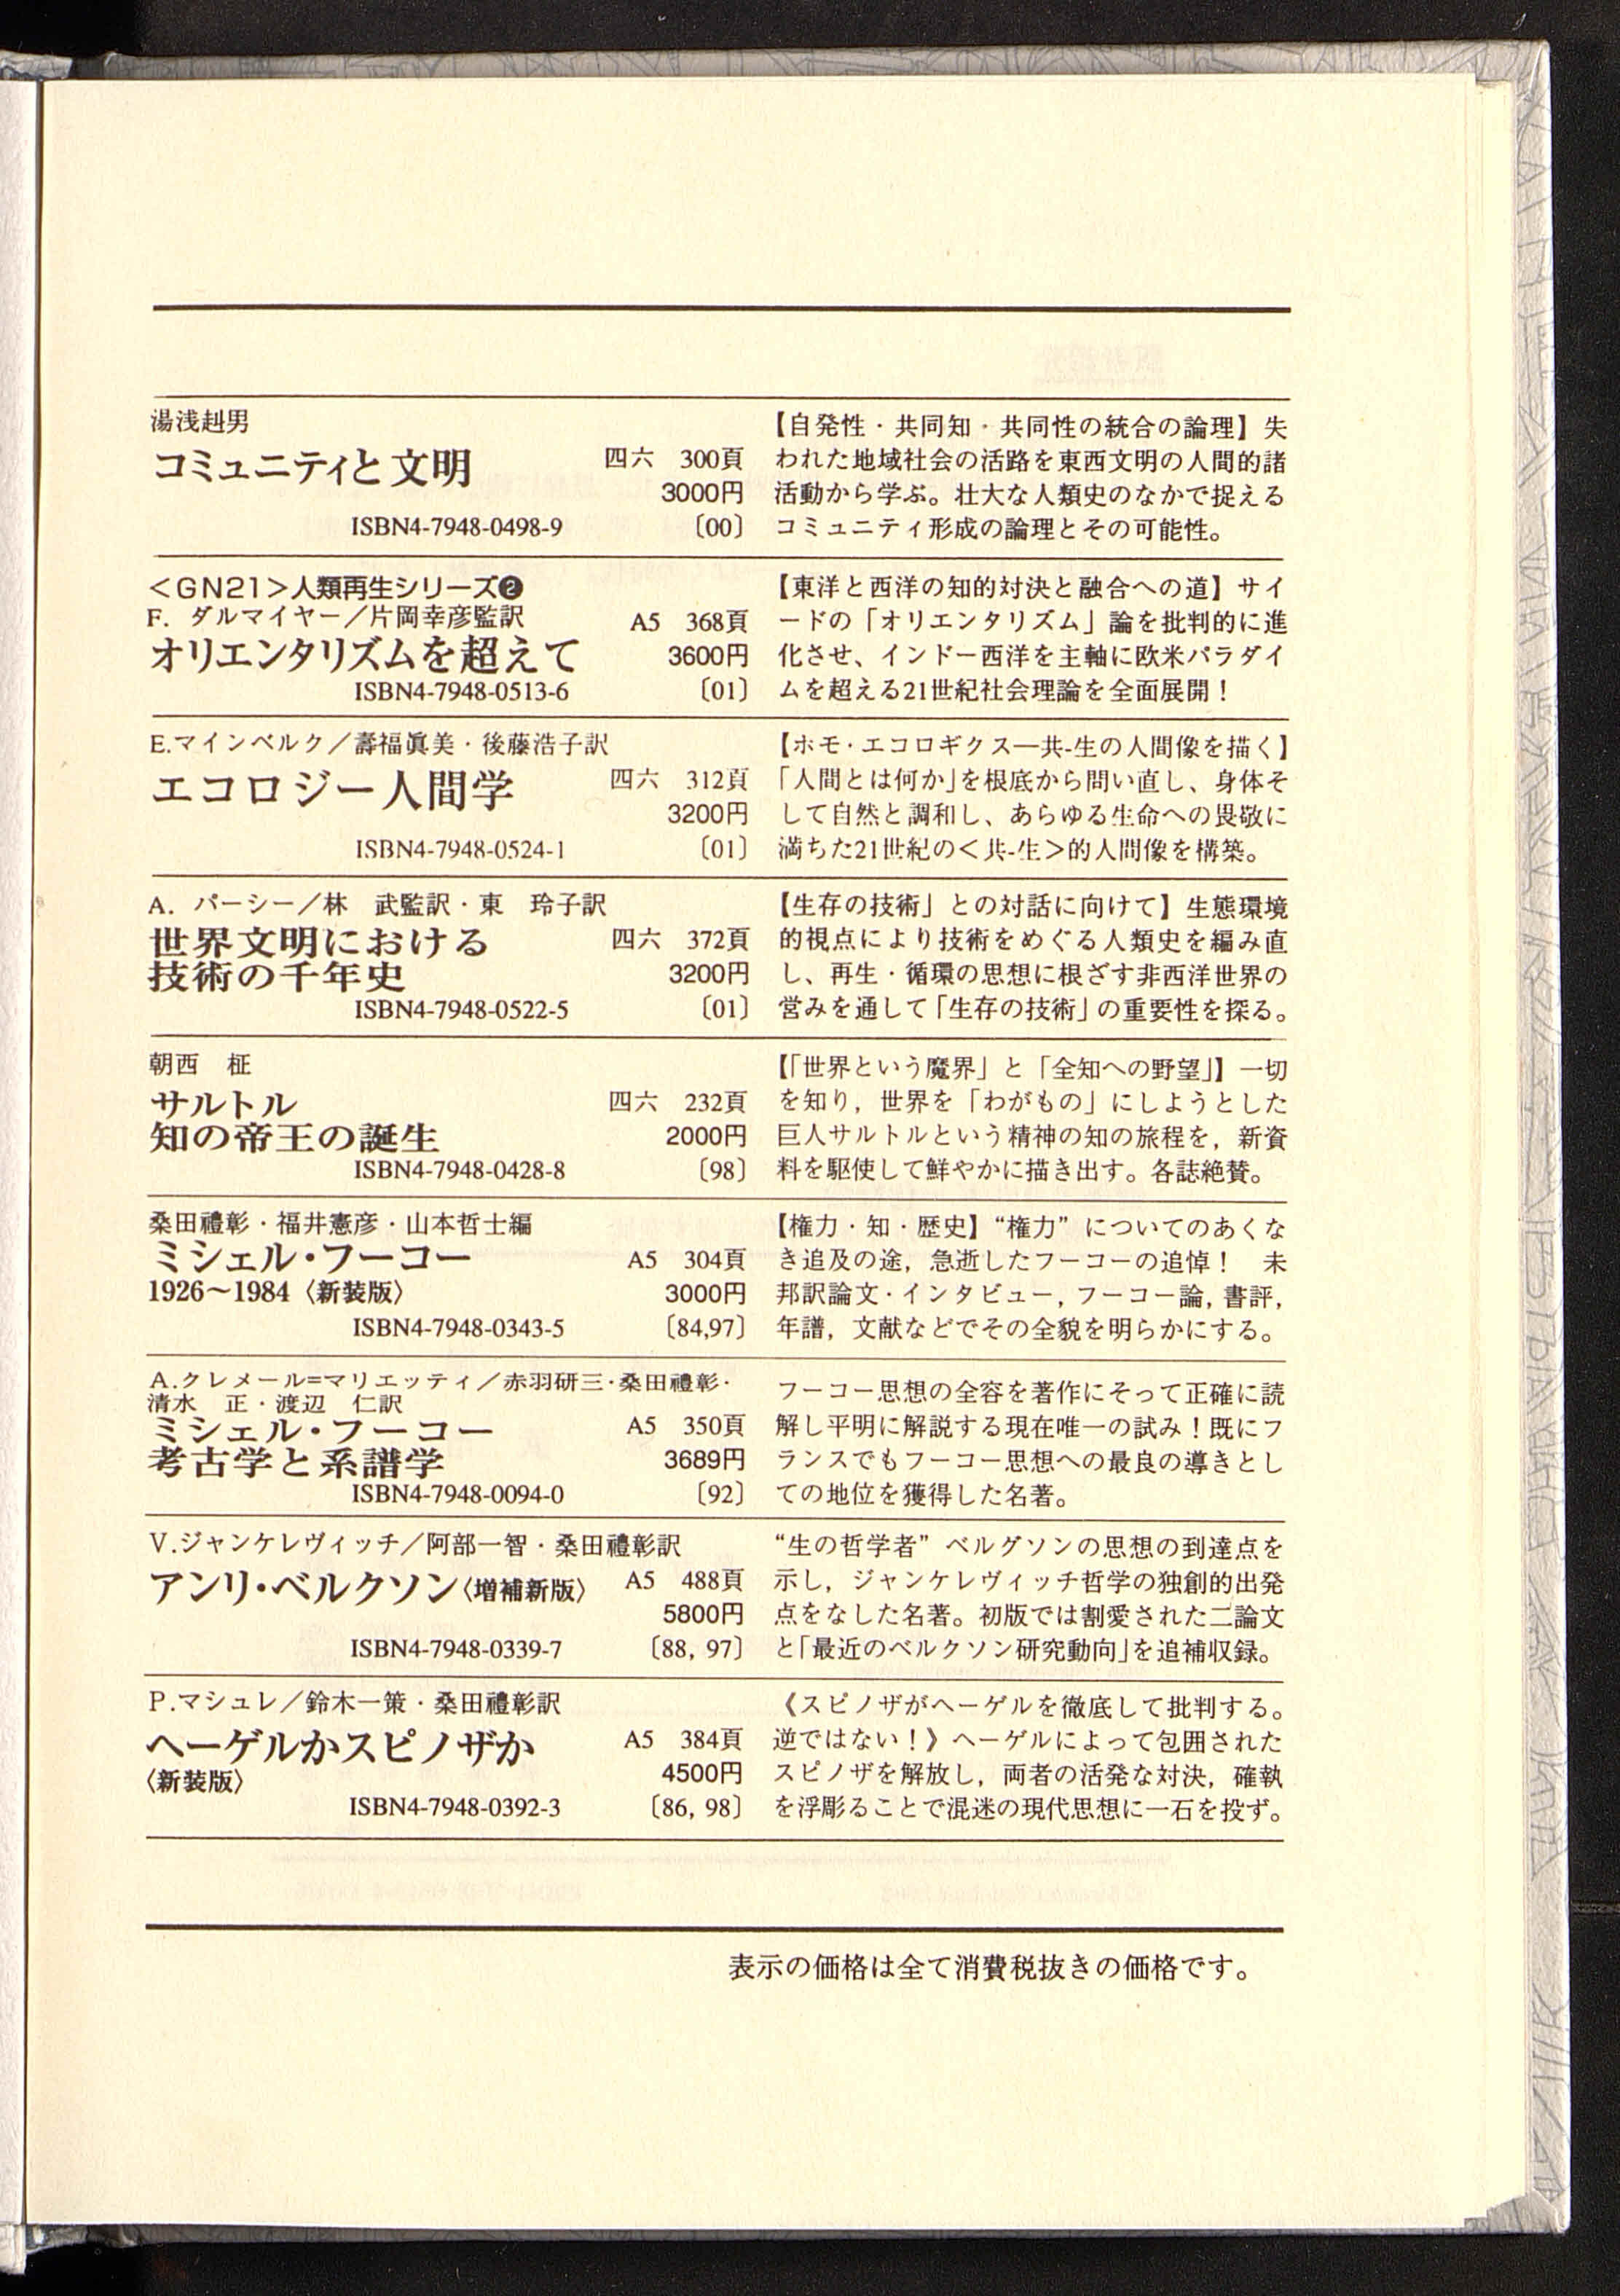 湯浅赳男
コミュニティと文明
四六 300頁
3000円
ISBN4-7948-0498-9 〔00〕
【自発性・共同知・共同性の統合の論理】失
われた地域社会の活路を東西文明の人間的諸
活動から学ぶ。壮大な人類史のなかで捉える
コミュニティ形成の論理とその可能性。
＜GN21＞人類再生シリーズ❷
F. ダルマイヤー／片岡幸彦監訳
オリエンタリズムを超えて
A5 368頁
3600円
ISBN4-7948-0513-6 〔01〕
【東洋と西洋の知的対決と融合への道】サイ
ードの「オリエンタリズム」論を批判的に進
化させ、インドー西洋を主軸に欧米パラダイ
ムを超える21世紀社会理論を全面展開！
E.マインベルク／壽福眞美・後藤浩子訳
エコロジー人間学
四六 312頁
3200円
ISBN4-7948-0524-1 〔01〕
【ホモ・エコロギクス―共-生の人間像を描く】
「人間とは何か」を根底から問い直し、身体そ
して自然と調和し、あらゆる生命への畏敬に
満ちた21世紀の＜共-生＞的人間像を構築。
A. パーシー／林　武監訳・東　玲子訳
世界文明における
技術の千年史
四六 372頁
3200円
ISBN4-7948-0522-5 〔01〕
【生存の技術」との対話に向けて】生態環境
的視点により技術をめぐる人類史を編み直
し、再生・循環の思想に根ざす非西洋世界の
営みを通して「生存の技術」の重要性を探る。
朝西　柾
サルトル
知の帝王の誕生
四六 232頁
2000円
ISBN4-7948-0428-8 〔98〕
【「世界という魔界」と「全知への野望」】一切
を知り，世界を「わがもの」にしようとした
巨人サルトルという精神の知の旅程を，新資
料を駆使して鮮やかに描き出す。各誌絶賛。
桑田禮彰・福井憲彦・山本哲士編
ミシェル・フーコー
1926～1984〈新装版〉
A5 304頁
3000円
ISBN4-7948-0343-5 〔84,97〕
【権力・知・歴史】“権力”についてのあくな
き追及の途，急逝したフーコーの追悼！　未
邦訳論文・インタビュー，フーコー論，書評，
年譜，文献などでその全貌を明らかにする。
A.クレメール=マリエッティ／赤羽研三・桑田禮彰・
清水　正・渡辺　仁訳
ミシェル・フーコー
考古学と系譜学
A5 350頁
3689円
ISBN4-7948-0094-0 〔92〕
フーコー思想の全容を著作にそって正確に読
解し平明に解説する現在唯一の試み！既にフ
ランスでもフーコー思想への最良の導きとし
ての地位を獲得した名著。
V.ジャンケレヴィッチ／阿部一智・桑田禮彰訳
アンリ・ベルクソン〈増補新版〉
A5 488頁
5800円
ISBN4-7948-0339-7 〔88, 97〕
“生の哲学者”ベルグソンの思想の到達点を
示し，ジャンケレヴィッチ哲学の独創的出発
点をなした名著。初版では割愛された二論文
と「最近のベルクソン研究動向」を追補収録。
P.マシュレ／鈴木一策・桑田禮彰訳
ヘーゲルかスピノザか
〈新装版〉
A5 384頁
4500円
ISBN4-7948-0392-3 〔86, 98〕
《スピノザがヘーゲルを徹底して批判する。
逆ではない！》ヘーゲルによって包囲された
スピノザを解放し，両者の活発な対決，確執
を浮彫ることで混迷の現代思想に一石を投ず。
表示の価格は全て消費税抜きの価格です。